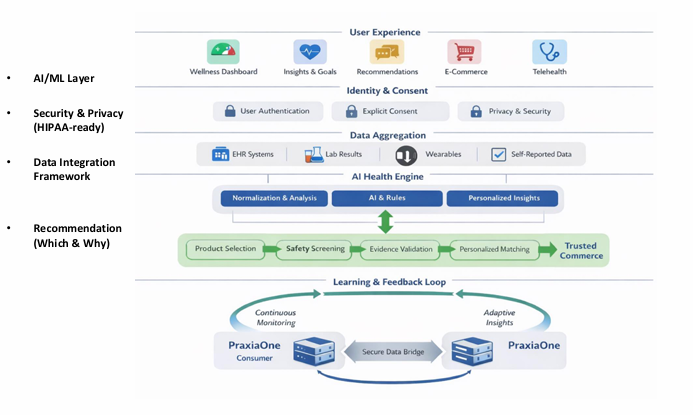 • AI/ML Layer
• Security & Privacy
(HIPAA-ready)
• Data Integration
Framework
• Recommendation
(Which & Why)
User Experience
Wellness Dashboard
Insights & Goals
Recommendations
E-Commerce
Telehealth
Identity & Consent
User Authentication
Explicit Consent
Privacy & Security
Data Aggregation
EHR Systems
Lab Results
Wearables
Self-Reported Data
AI Health Engine
Normalization & Analysis
AI & Rules
Personalized Insights
Product Selection
Safety Screening
Evidence Validation
Personalized Matching
Trusted
Commerce
Learning & Feedback Loop
Continuous
Monitoring
Adaptive
Insights
PraxiaOne
Consumer
Secure Data Bridge
PraxiaOne